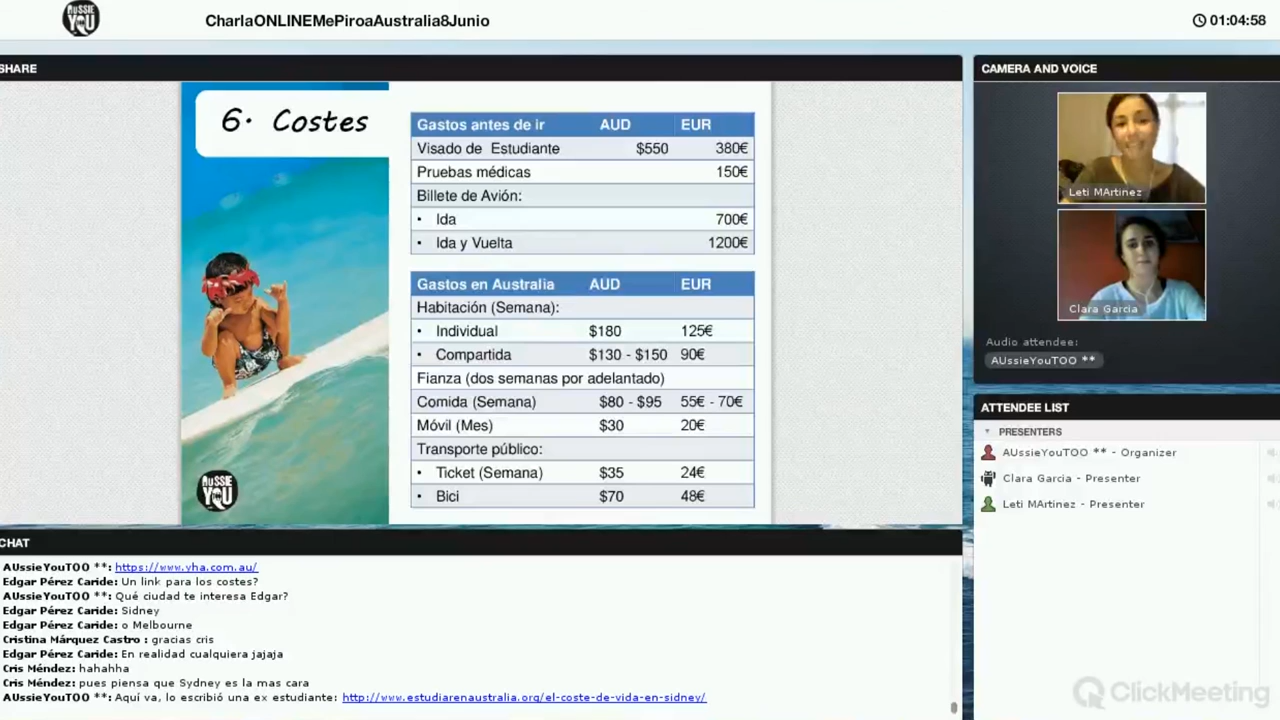 AUSSIE YOU TOO
CharlaONLINEMePiroaAustralia8Junio
01:04:58
SHARE
6. Costes
Gastos antes de ir AUD EUR
Visado de Estudiante $550 380€
Pruebas médicas 150€
Billete de Avión:
• Ida 700€
• Ida y Vuelta 1200€
Gastos en Australia AUD EUR
Habitación (Semana):
• Individual $180 125€
• Compartida $130 - $150 90€
Fianza (dos semanas por adelantado)
Comida (Semana) $80 - $95 55€ - 70€
Móvil (Mes) $30 20€
Transporte público:
• Ticket (Semana) $35 24€
• Bici $70 48€
AUSSIE YOU TOO
CAMERA AND VOICE
Leti MArtinez
Clara Garcia
Audio attendee:
AUssieYouTOO **
ATTENDEE LIST
PRESENTERS
AUssieYouTOO ** - Organizer
Clara Garcia - Presenter
Leti MArtinez - Presenter
CHAT
AUssieYouTOO **: https://www.yha.com.au/
Edgar Pérez Caride: Un link para los costes?
AUssieYouTOO **: Qué ciudad te interesa Edgar?
Edgar Pérez Caride: Sidney
Edgar Pérez Caride: o Melbourne
Cristina Márquez Castro : gracias cris
Edgar Pérez Caride: En realidad cualquiera jajaja
Cris Méndez: hahahha
Cris Méndez: pues piensa que Sydney es la mas cara
AUssieYouTOO **: Aquí va, lo escribió una ex estudiante: http://www.estudiarenaustralia.org/el-coste-de-vida-en-sidney/
ClickMeeting